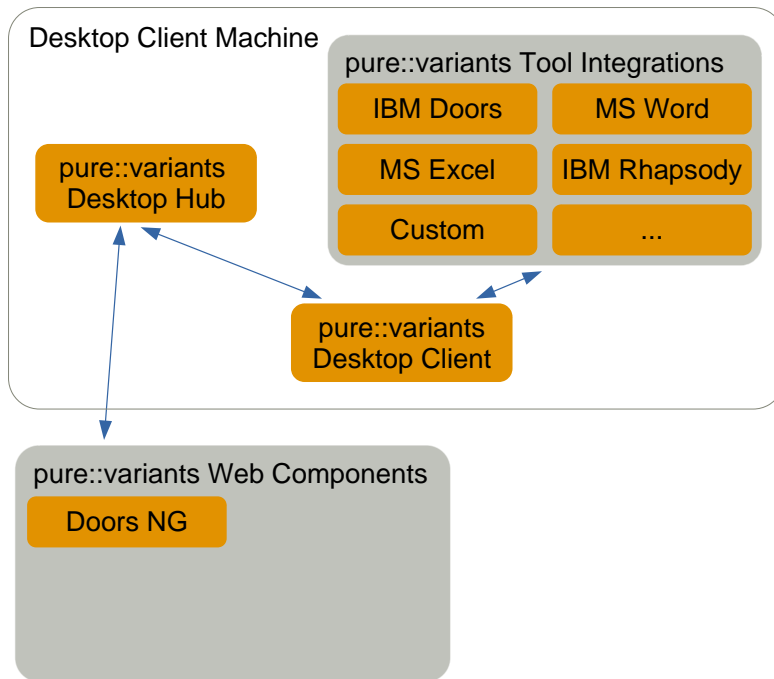 Desktop Client Machine
pure::variants Tool Integrations
IBM Doors
MS Word
MS Excel
IBM Rhapsody
Custom
...
pure::variants
Desktop Hub
pure::variants
Desktop Client
pure::variants Web Components
Doors NG